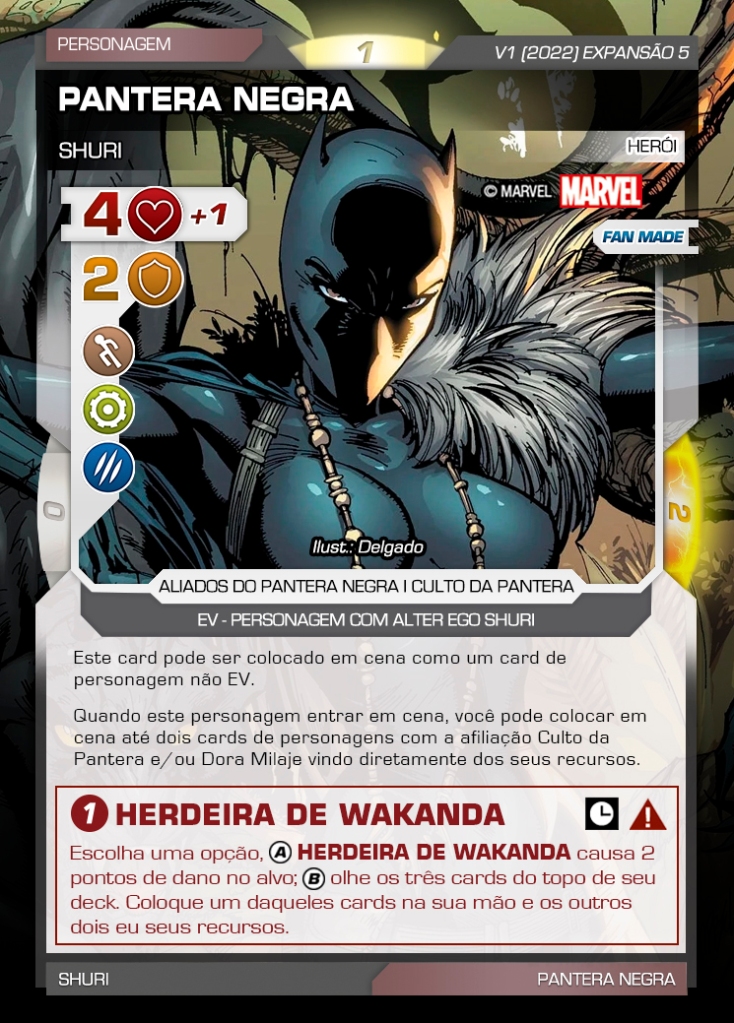 PERSONAGEM
1
V1 (2022) EXPANSÃO 5
PANTERA NEGRA
SHURI
HERÓI
4 +1
© MARVEL MARVEL
FAN MADE
2
0
2
Ilust.: Delgado
ALIADOS DO PANTERA NEGRA | CULTO DA PANTERA
EV - PERSONAGEM COM ALTER EGO SHURI
Este card pode ser colocado em cena como um card de
personagem não EV.
Quando este personagem entrar em cena, você pode colocar em
cena até dois cards de personagens com a afiliação Culto da
Pantera e/ou Dora Milaje vindo diretamente dos seus recursos.
1 HERDEIRA DE WAKANDA
Escolha uma opção, A HERDEIRA DE WAKANDA causa 2
pontos de dano no alvo; B olhe os três cards do topo de seu
deck. Coloque um daqueles cards na sua mão e os outros
dois eu seus recursos.
SHURI
PANTERA NEGRA